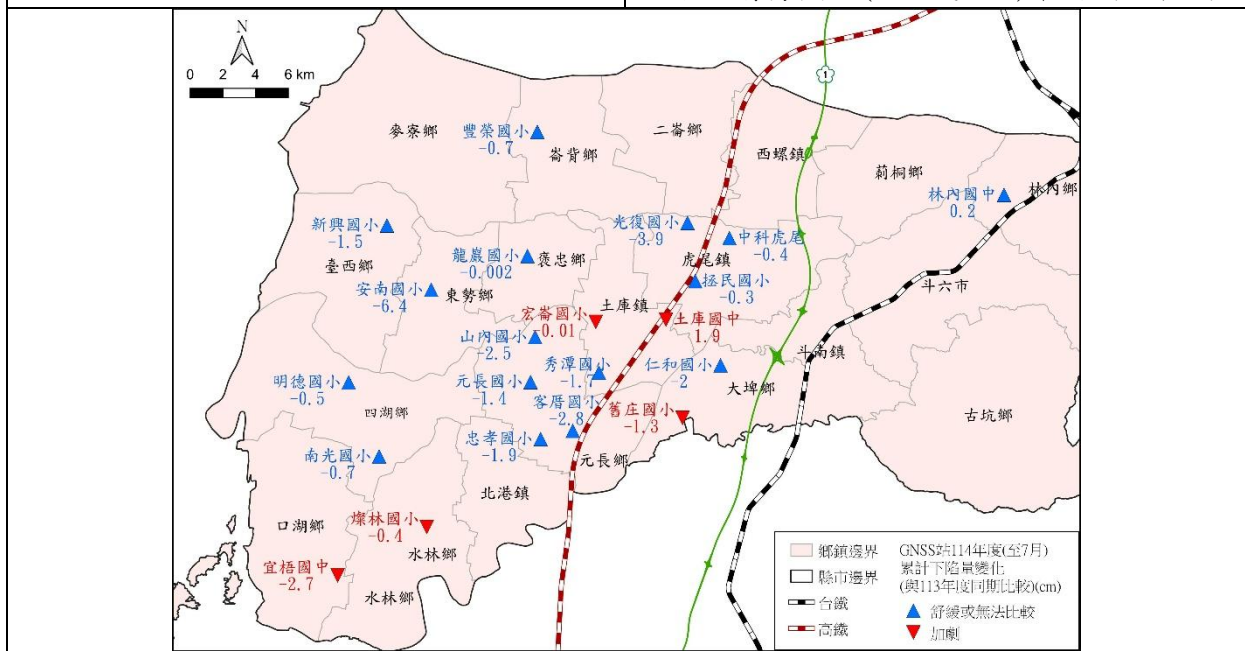 N
0 2 4 6 km
1
麥寮鄉
豐榮國小
-0.7
崙背鄉
二崙鄉
西螺鎮
莿桐鄉
林內國中
0.2
林內鄉
新興國小
-1.5
臺西鄉
龍巖國小
-0.002
褒忠鄉
光復國小
-3.9
中科虎尾
-0.4
虎尾鎮
拯民國小
-0.3
安南國小
-6.4
東勢鄉
斗六市
宏崙國小
-0.01
土庫鎮
土庫國中
1.9
山內國小
-2.5
斗南鎮
秀潭國小
-1.7
仁和國小
-2
大埤鄉
明德國小
-0.5
四湖鄉
元長國小
-1.4
客厝國小
-2.8
舊庄國小
-1.3
古坑鄉
忠孝國小
-1.9
元長鄉
南光國小
-0.7
北港鎮
口湖鄉
燦林國小
-0.4
水林鄉
宜梧國中
-2.7
水林鄉
鄉鎮邊界
縣市邊界
台鐵
高鐵
GNSS站114年度(至7月)
累計下陷量變化
(與113年度同期比較)(cm)
舒緩或無法比較
加劇